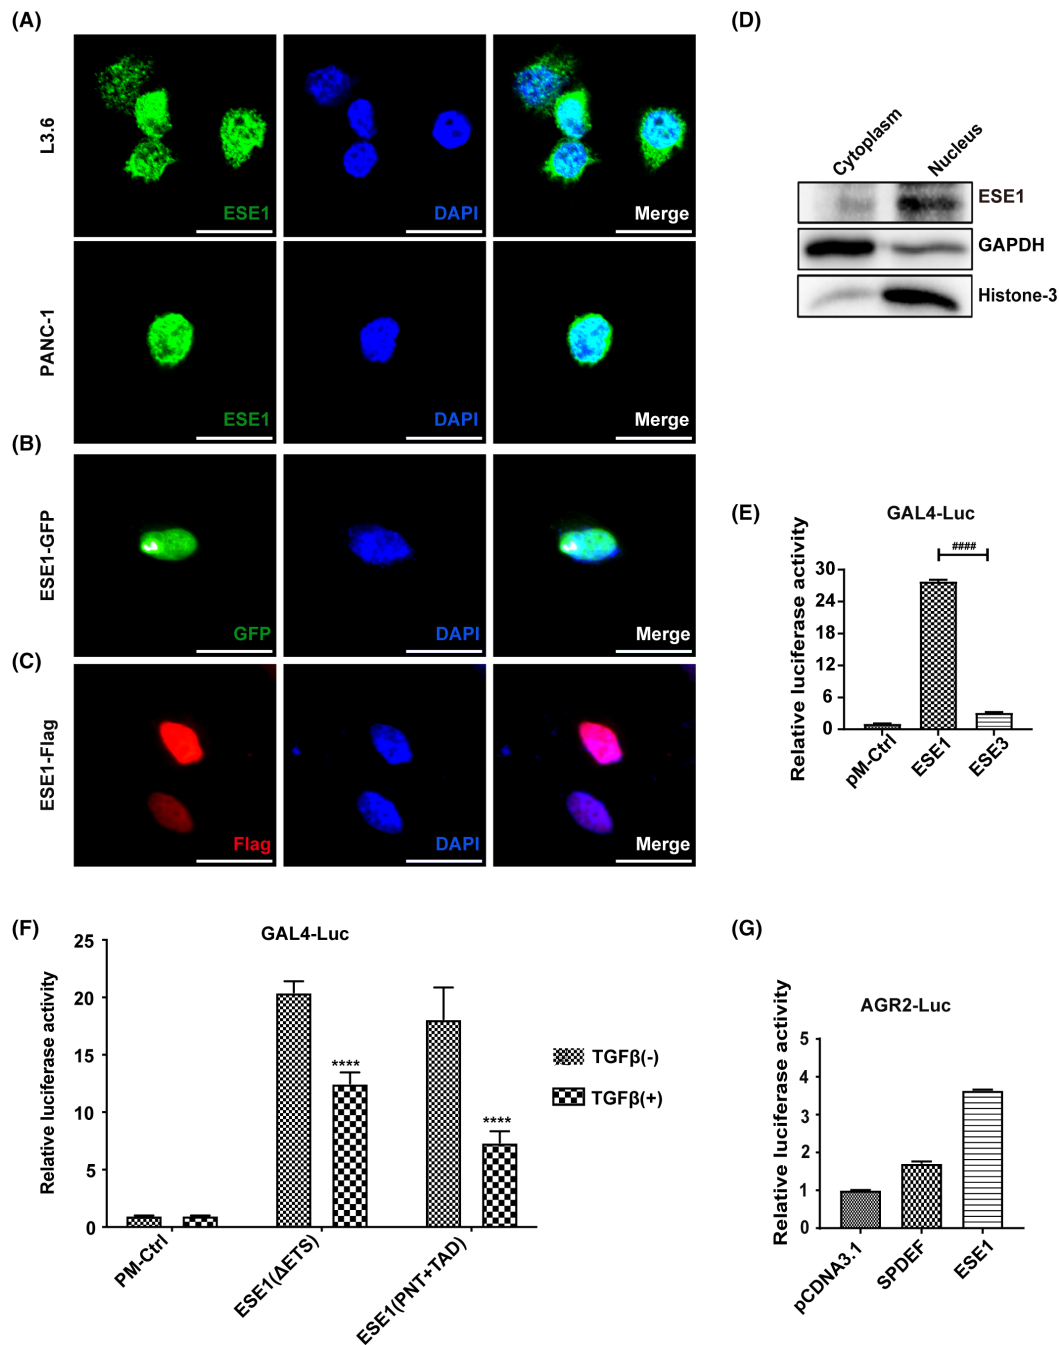 (A)
L3.6
ESE1
DAPI
Merge
PANC-1
ESE1
DAPI
Merge
(B)
ESE1-GFP
GFP
DAPI
Merge
(C)
ESE1-Flag
Flag
DAPI
Merge
(D)
Cytoplasm
Nucleus
ESE1
GAPDH
Histone-3
(E)
GAL4-Luc
####
Relative luciferase activity
30
24
18
12
6
0
pM-Ctrl
ESE1
ESE3
(F)
GAL4-Luc
Relative luciferase activity
25
20
15
10
5
0
****
****
TGFβ(-)
TGFβ(+)
PM-Ctrl
ESE1(ΔETS)
ESE1(PNT+TAD)
(G)
AGR2-Luc
Relative luciferase activity
5
4
3
2
1
0
pCDNA3.1
SPDEF
ESE1